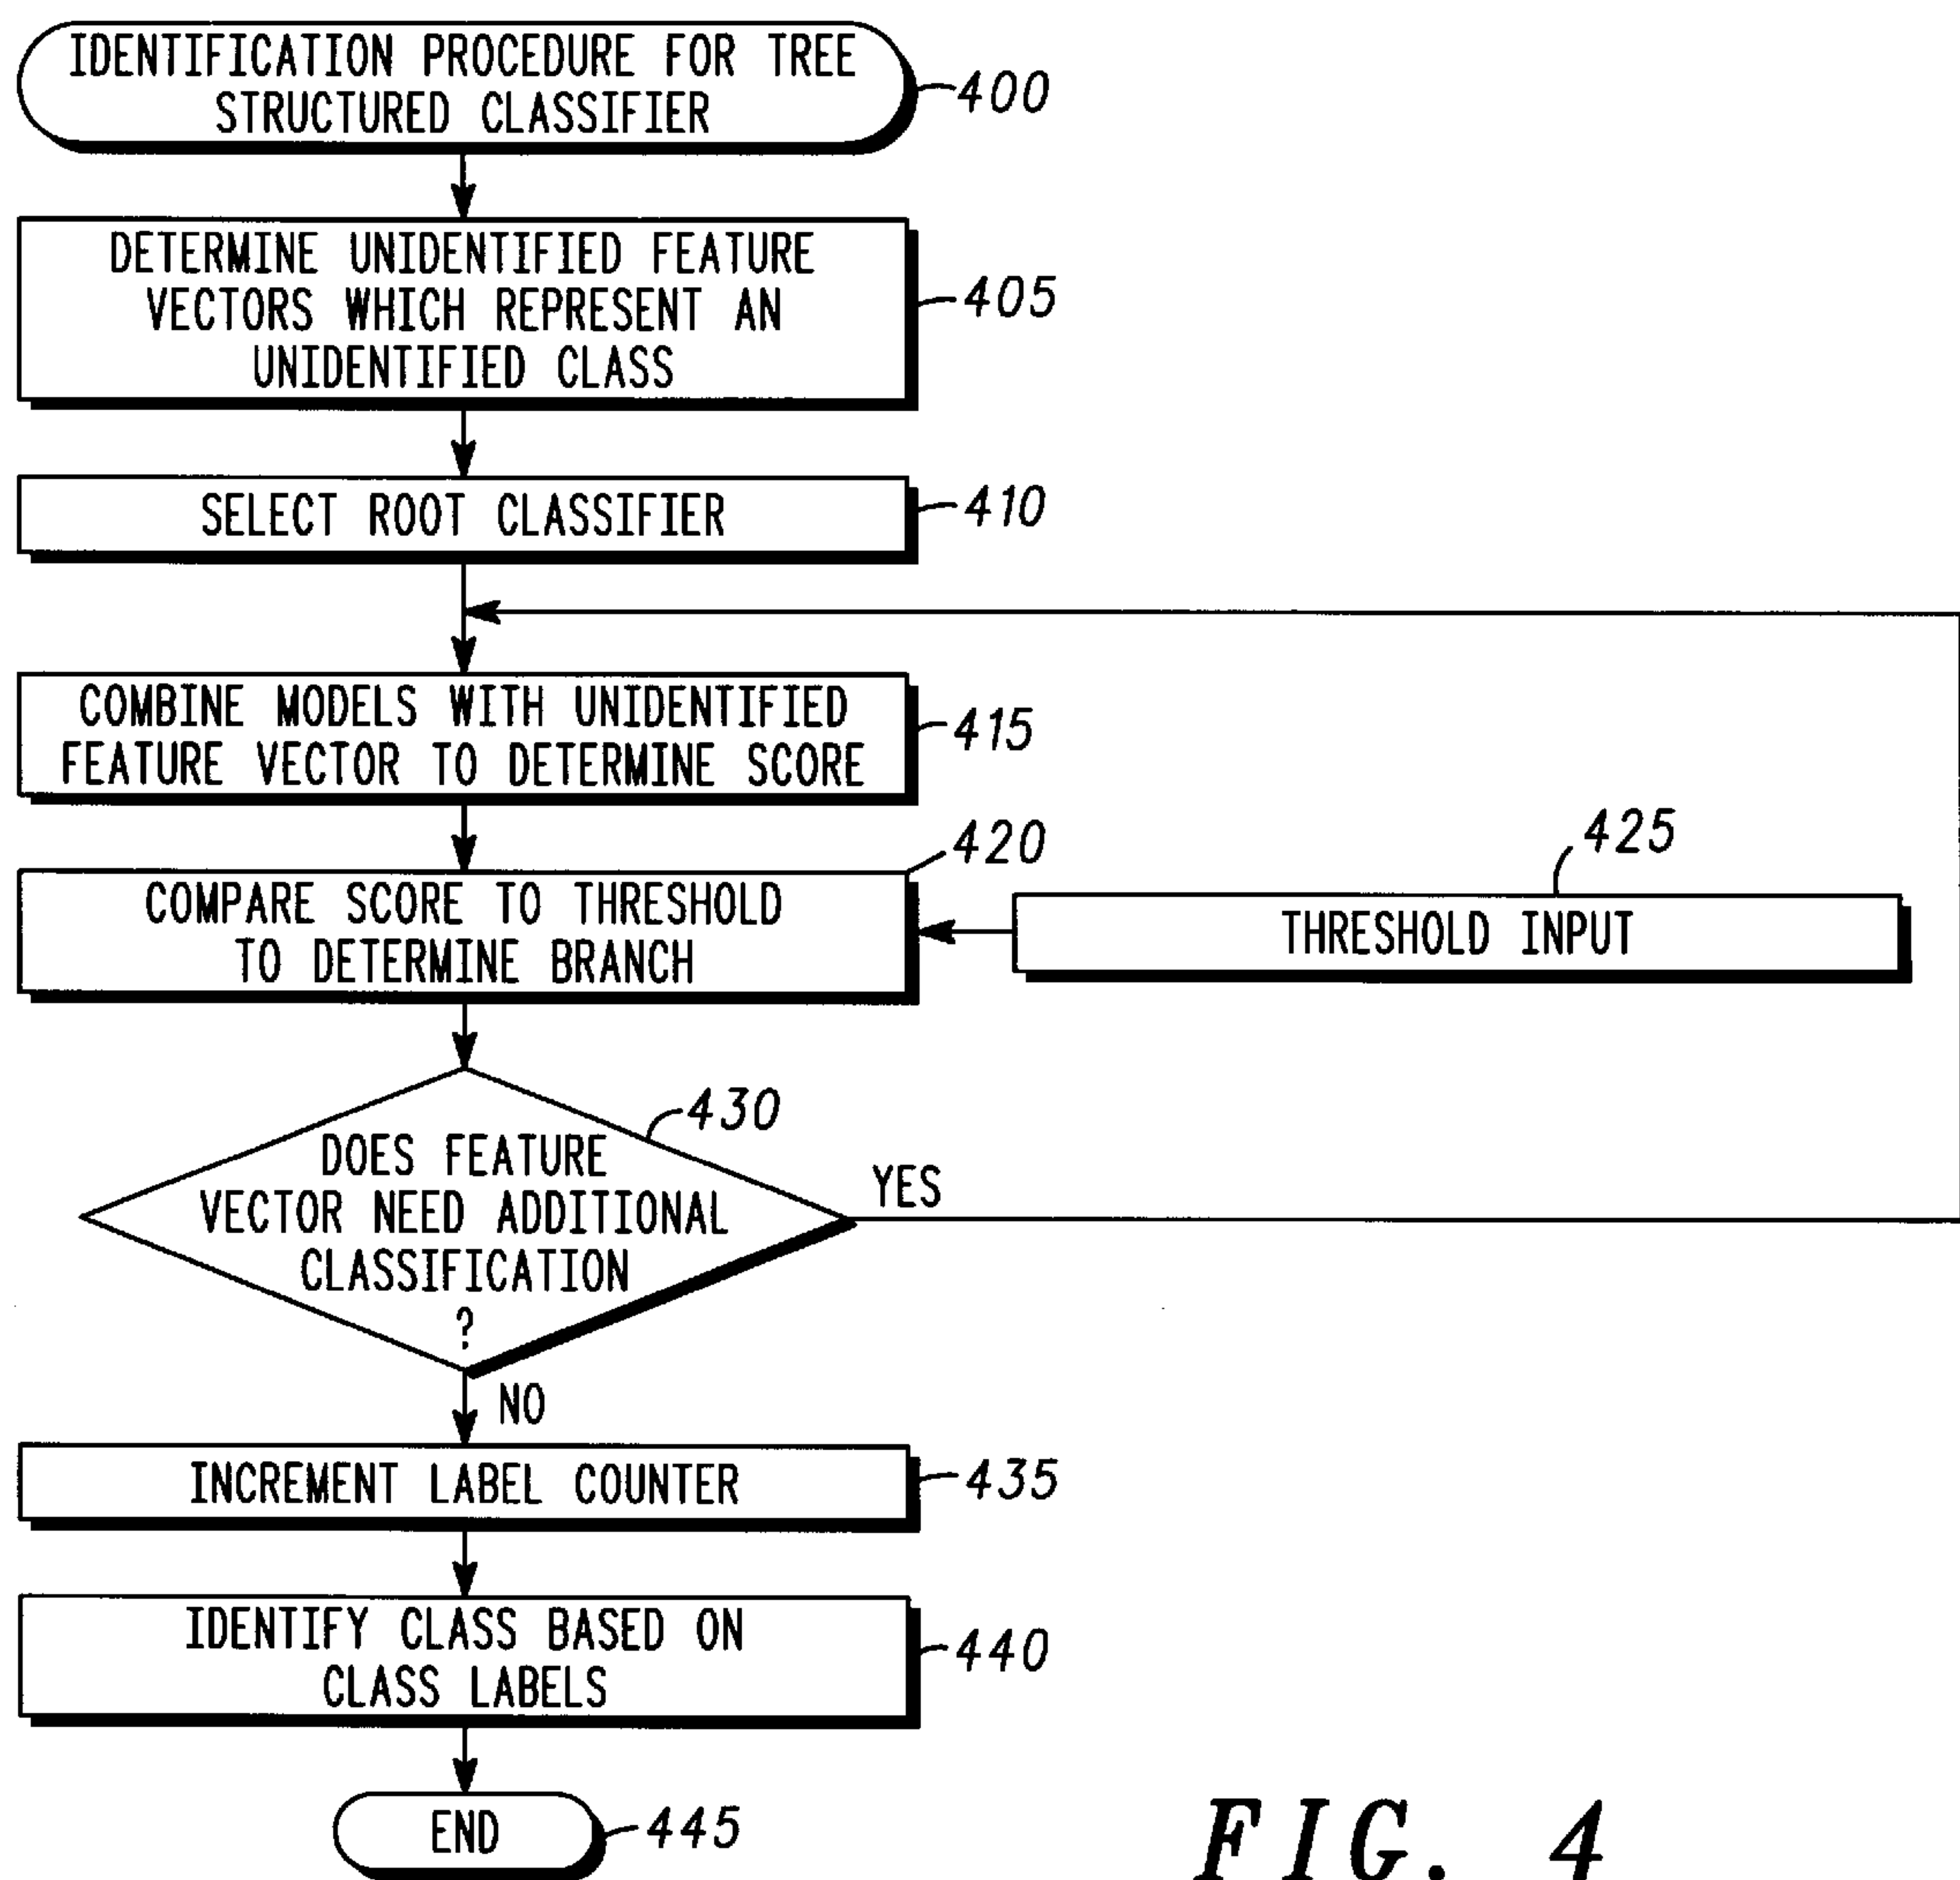 IDENTIFICATION PROCEDURE FOR TREE
STRUCTURED CLASSIFIER
400
DETERMINE UNIDENTIFIED FEATURE
VECTORS WHICH REPRESENT AN
UNIDENTIFIED CLASS
405
SELECT ROOT CLASSIFIER
410
COMBINE MODELS WITH UNIDENTIFIED
FEATURE VECTOR TO DETERMINE SCORE
415
COMPARE SCORE TO THRESHOLD
TO DETERMINE BRANCH
420
THRESHOLD INPUT
425
DOES FEATURE
VECTOR NEED ADDITIONAL
CLASSIFICATION
?
430
YES
NO
INCREMENT LABEL COUNTER
435
IDENTIFY CLASS BASED ON
CLASS LABELS
440
END
445
FIG. 4